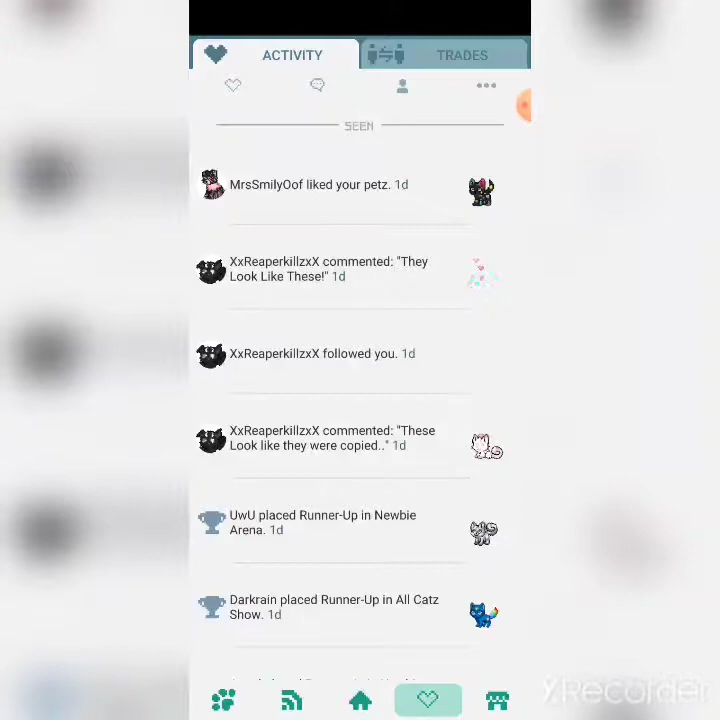 ACTIVITY
TRADES
SEEN
MrsSmilyOof liked your petz. 1d
XxReaperkillzxX commented: "They
Look Like These!" 1d
XxReaperkillzxX followed you. 1d
XxReaperkillzxX commented: "These
Look like they were copied.." 1d
UwU placed Runner-Up in Newbie
Arena. 1d
Darkrain placed Runner-Up in All Catz
Show. 1d
XRecorder